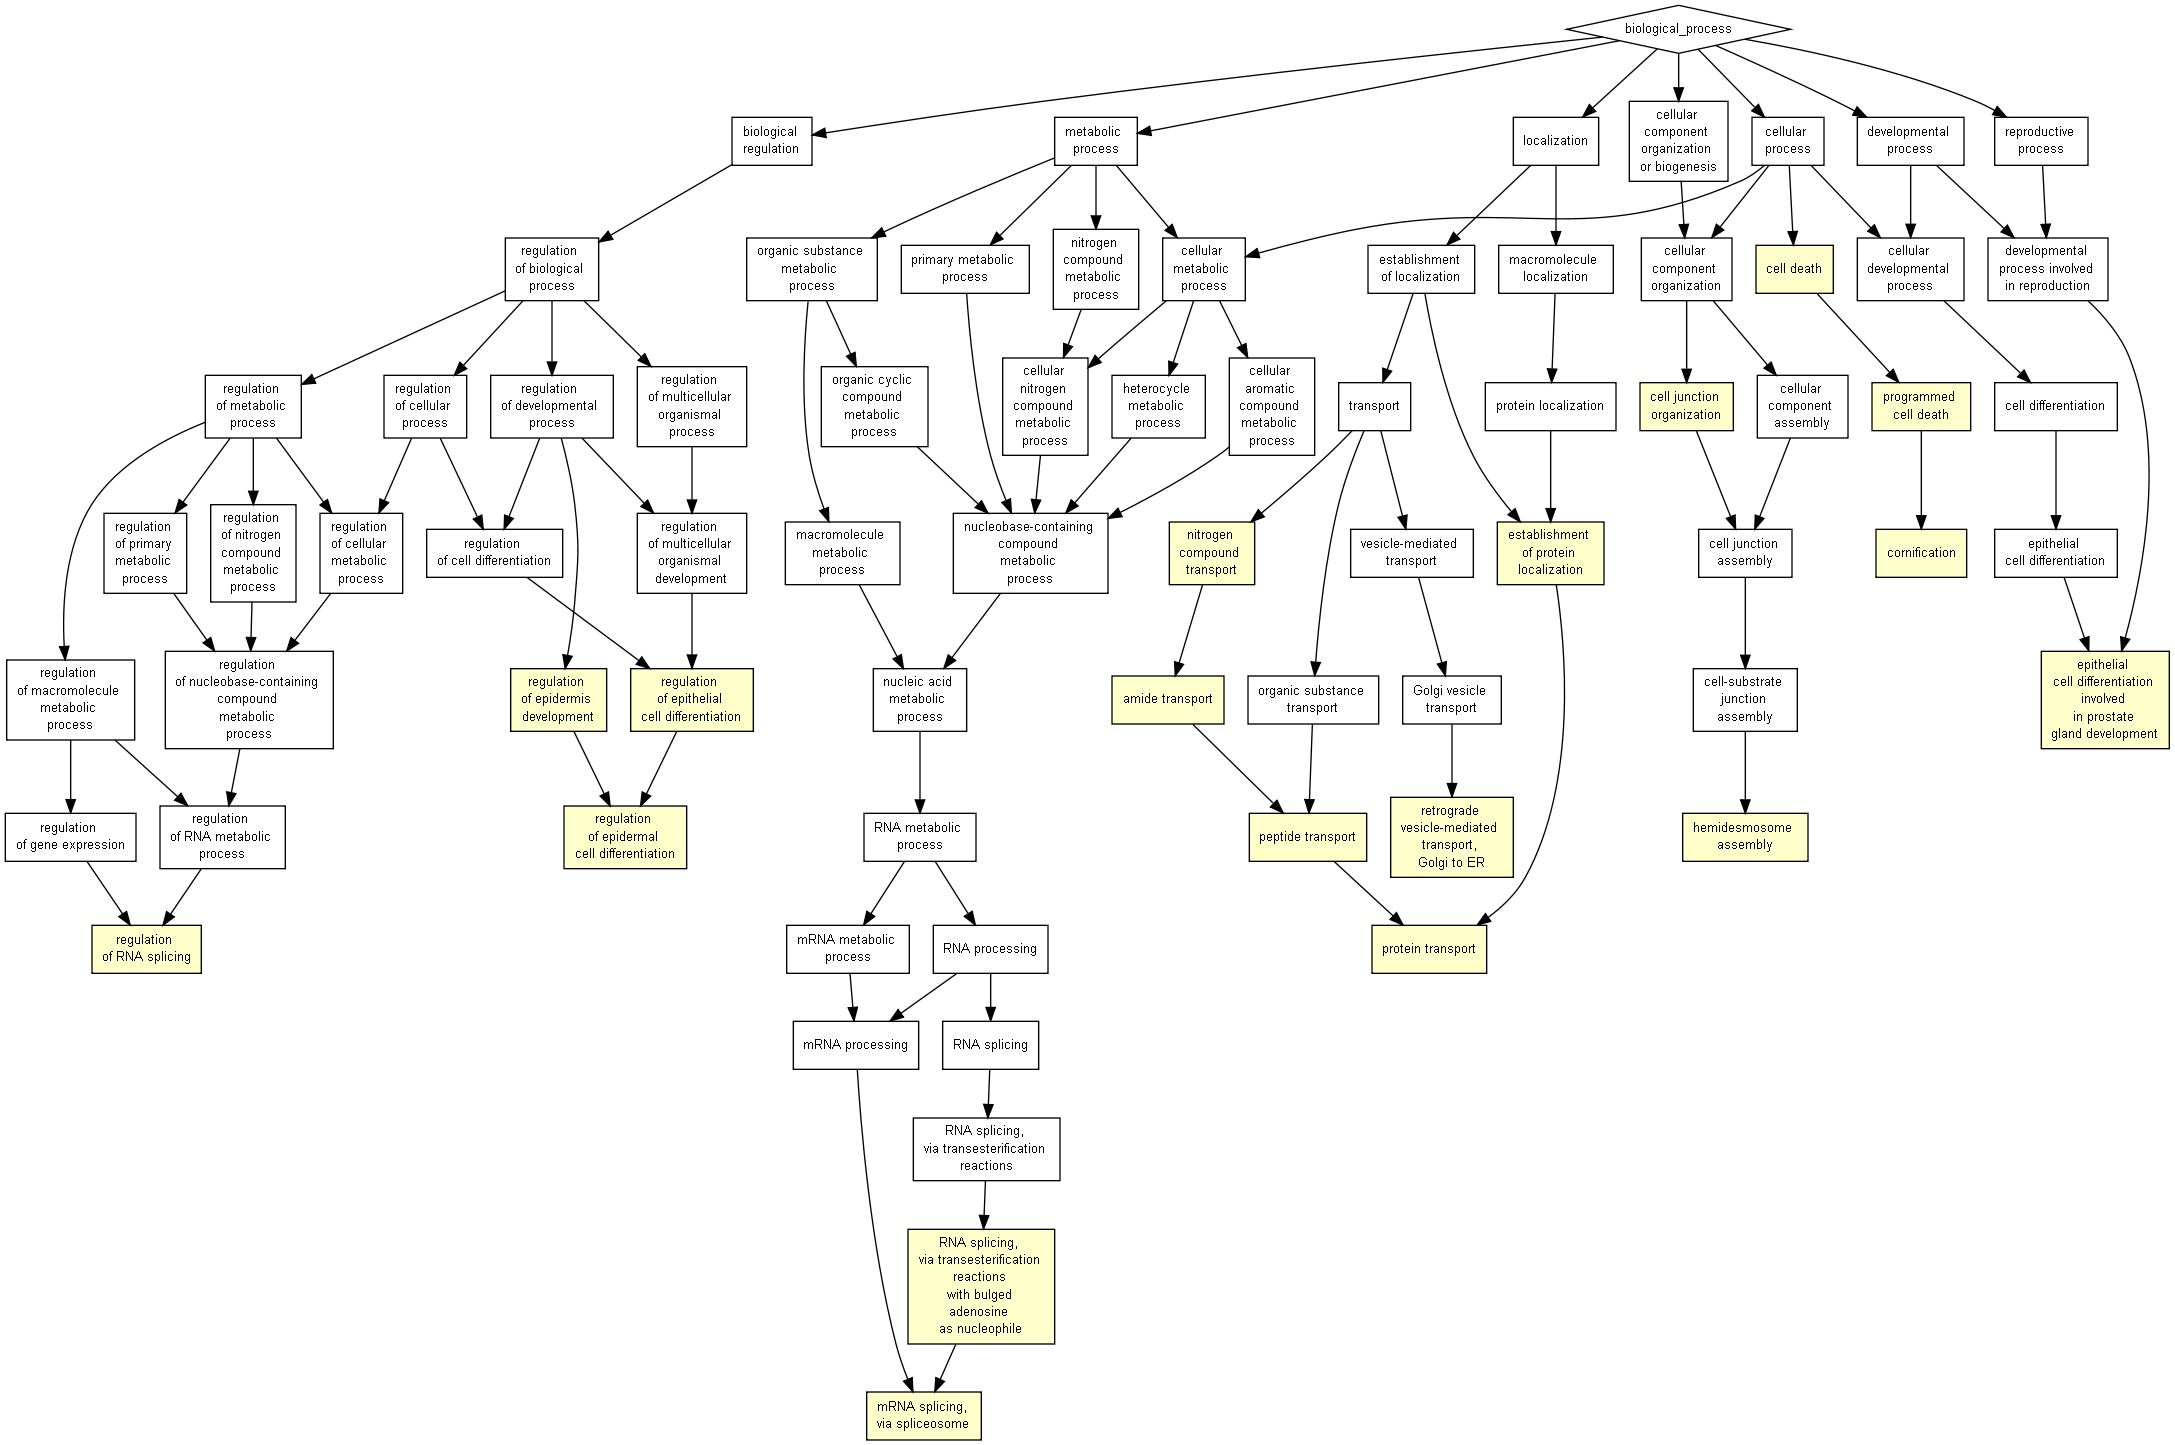 biological_process
biological
regulation
metabolic
process
localization
cellular
component
organization
or biogenesis
cellular
process
developmental
process
reproductive
process
regulation
of biological
process
organic substance
metabolic
process
primary metabolic
process
nitrogen
compound
metabolic
process
cellular
metabolic
process
establishment
of localization
macromolecule
localization
cellular
component
organization
cell death
cellular
developmental
process
developmental
process involved
in reproduction
regulation
of metabolic
process
regulation
of cellular
process
regulation
of developmental
process
regulation
of multicellular
organismal
process
organic cyclic
compound
metabolic
process
cellular
nitrogen
compound
metabolic
process
heterocycle
metabolic
process
cellular
aromatic
compound
metabolic
process
transport
protein localization
cell junction
organization
cellular
component
assembly
programmed
cell death
cell differentiation
regulation
of primary
metabolic
process
regulation
of nitrogen
compound
metabolic
process
regulation
of cellular
metabolic
process
regulation
of cell differentiation
regulation
of multicellular
organismal
development
macromolecule
metabolic
process
nucleobase-containing
compound
metabolic
process
nitrogen
compound
transport
vesicle-mediated
transport
establishment
of protein
localization
cell junction
assembly
cornification
epithelial
cell differentiation
regulation
of macromolecule
metabolic
process
regulation
of nucleobase-containing
compound
metabolic
process
regulation
of epidermis
development
regulation
of epithelial
cell differentiation
nucleic acid
metabolic
process
amide transport
organic substance
transport
Golgi vesicle
transport
cell-substrate
junction
assembly
epithelial
cell differentiation
involved
in prostate
gland development
regulation
of gene expression
regulation
of RNA metabolic
process
regulation
of epidermal
cell differentiation
RNA metabolic
process
peptide transport
retrograde
vesicle-mediated
transport,
Golgi to ER
hemidesmosome
assembly
regulation
of RNA splicing
mRNA metabolic
process
RNA processing
protein transport
mRNA processing
RNA splicing
RNA splicing,
via transesterification
reactions
RNA splicing,
via transesterification
reactions
with bulged
adenosine
as nucleophile
mRNA splicing,
via spliceosome